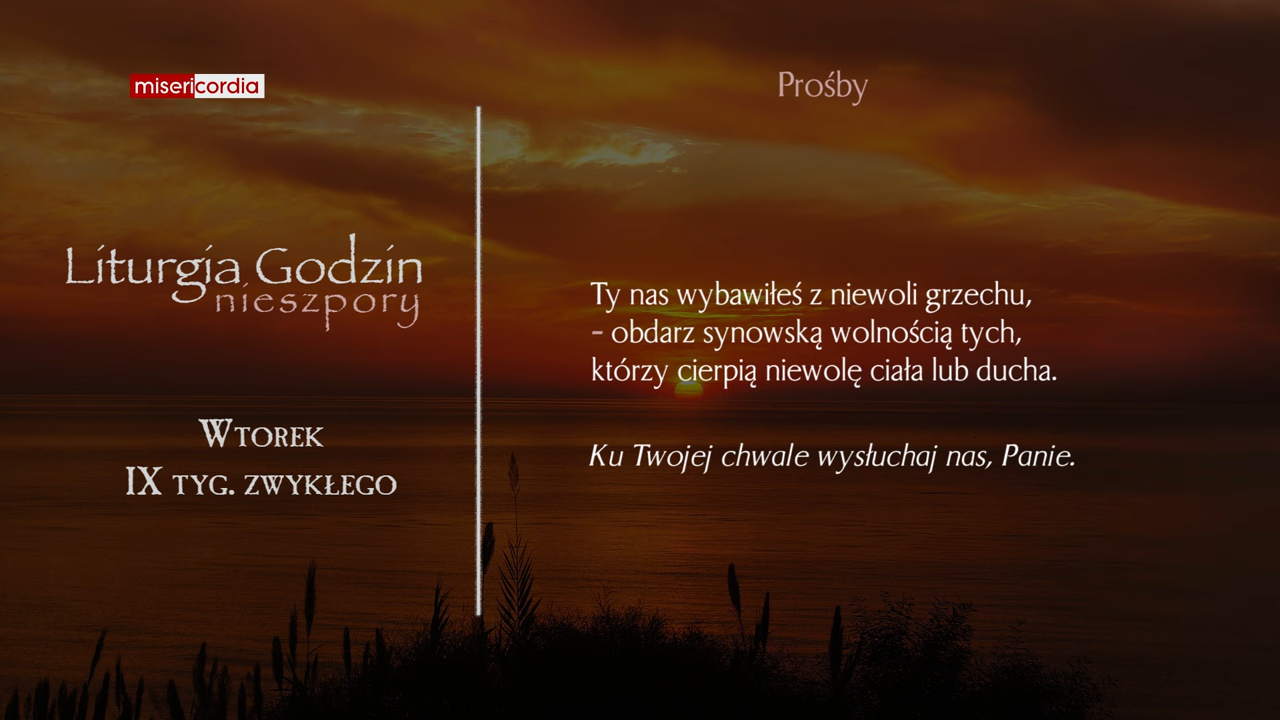 misericordia
Liturgia Godzin
nieszpory
Wtorek
IX tyg. zwykłego
Prośby
Ty nas wybawiłeś z niewoli grzechu,
- obdarz synowską wolnością tych,
którzy cierpią niewolę ciała lub ducha.
Ku Twojej chwale wysłuchaj nas, Panie.